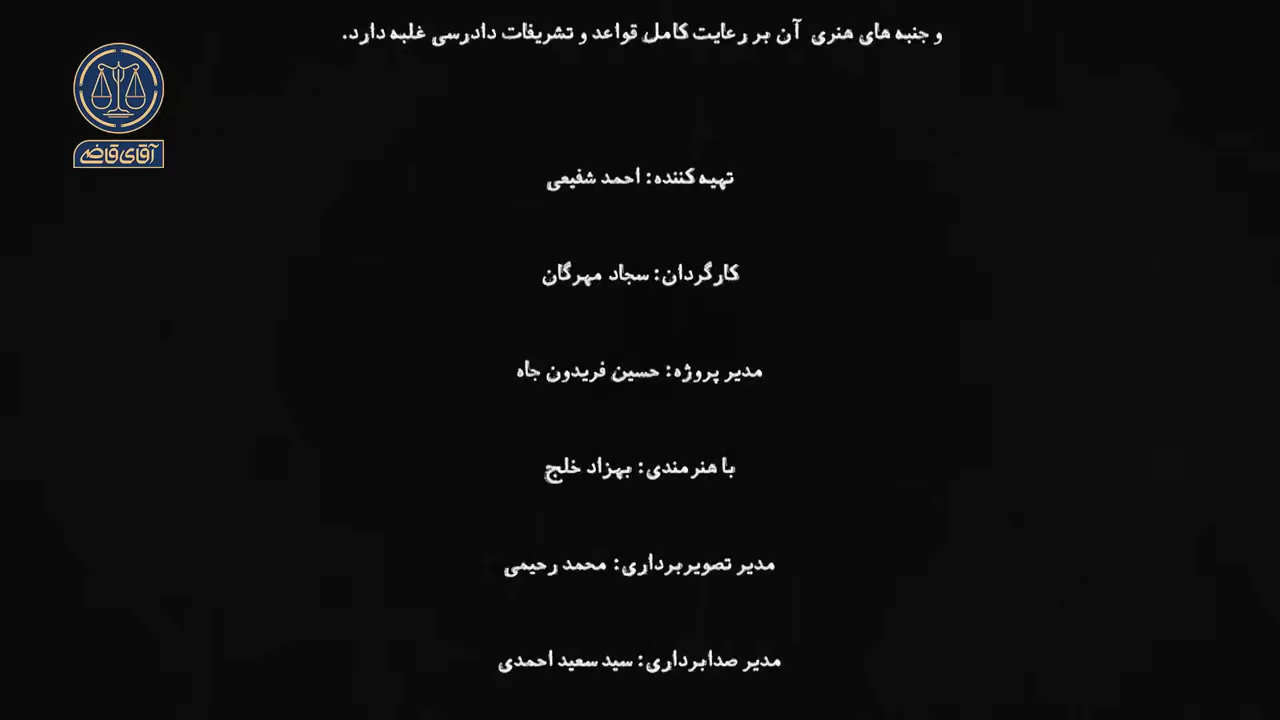 و جنبه های هنری آن بر رعایت کامل قواعد و تشریفات دادرسی غلبه دارد.
آقای قاضی
تهیه کننده: احمد شفیعی
کارگردان: سجاد مهرگان
مدیر پروژه: حسین فریدون جاه
با هنرمندی: بهزاد خلج
مدیر تصویربرداری: محمد رحیمی
مدیر صدابرداری: سید سعید احمدی